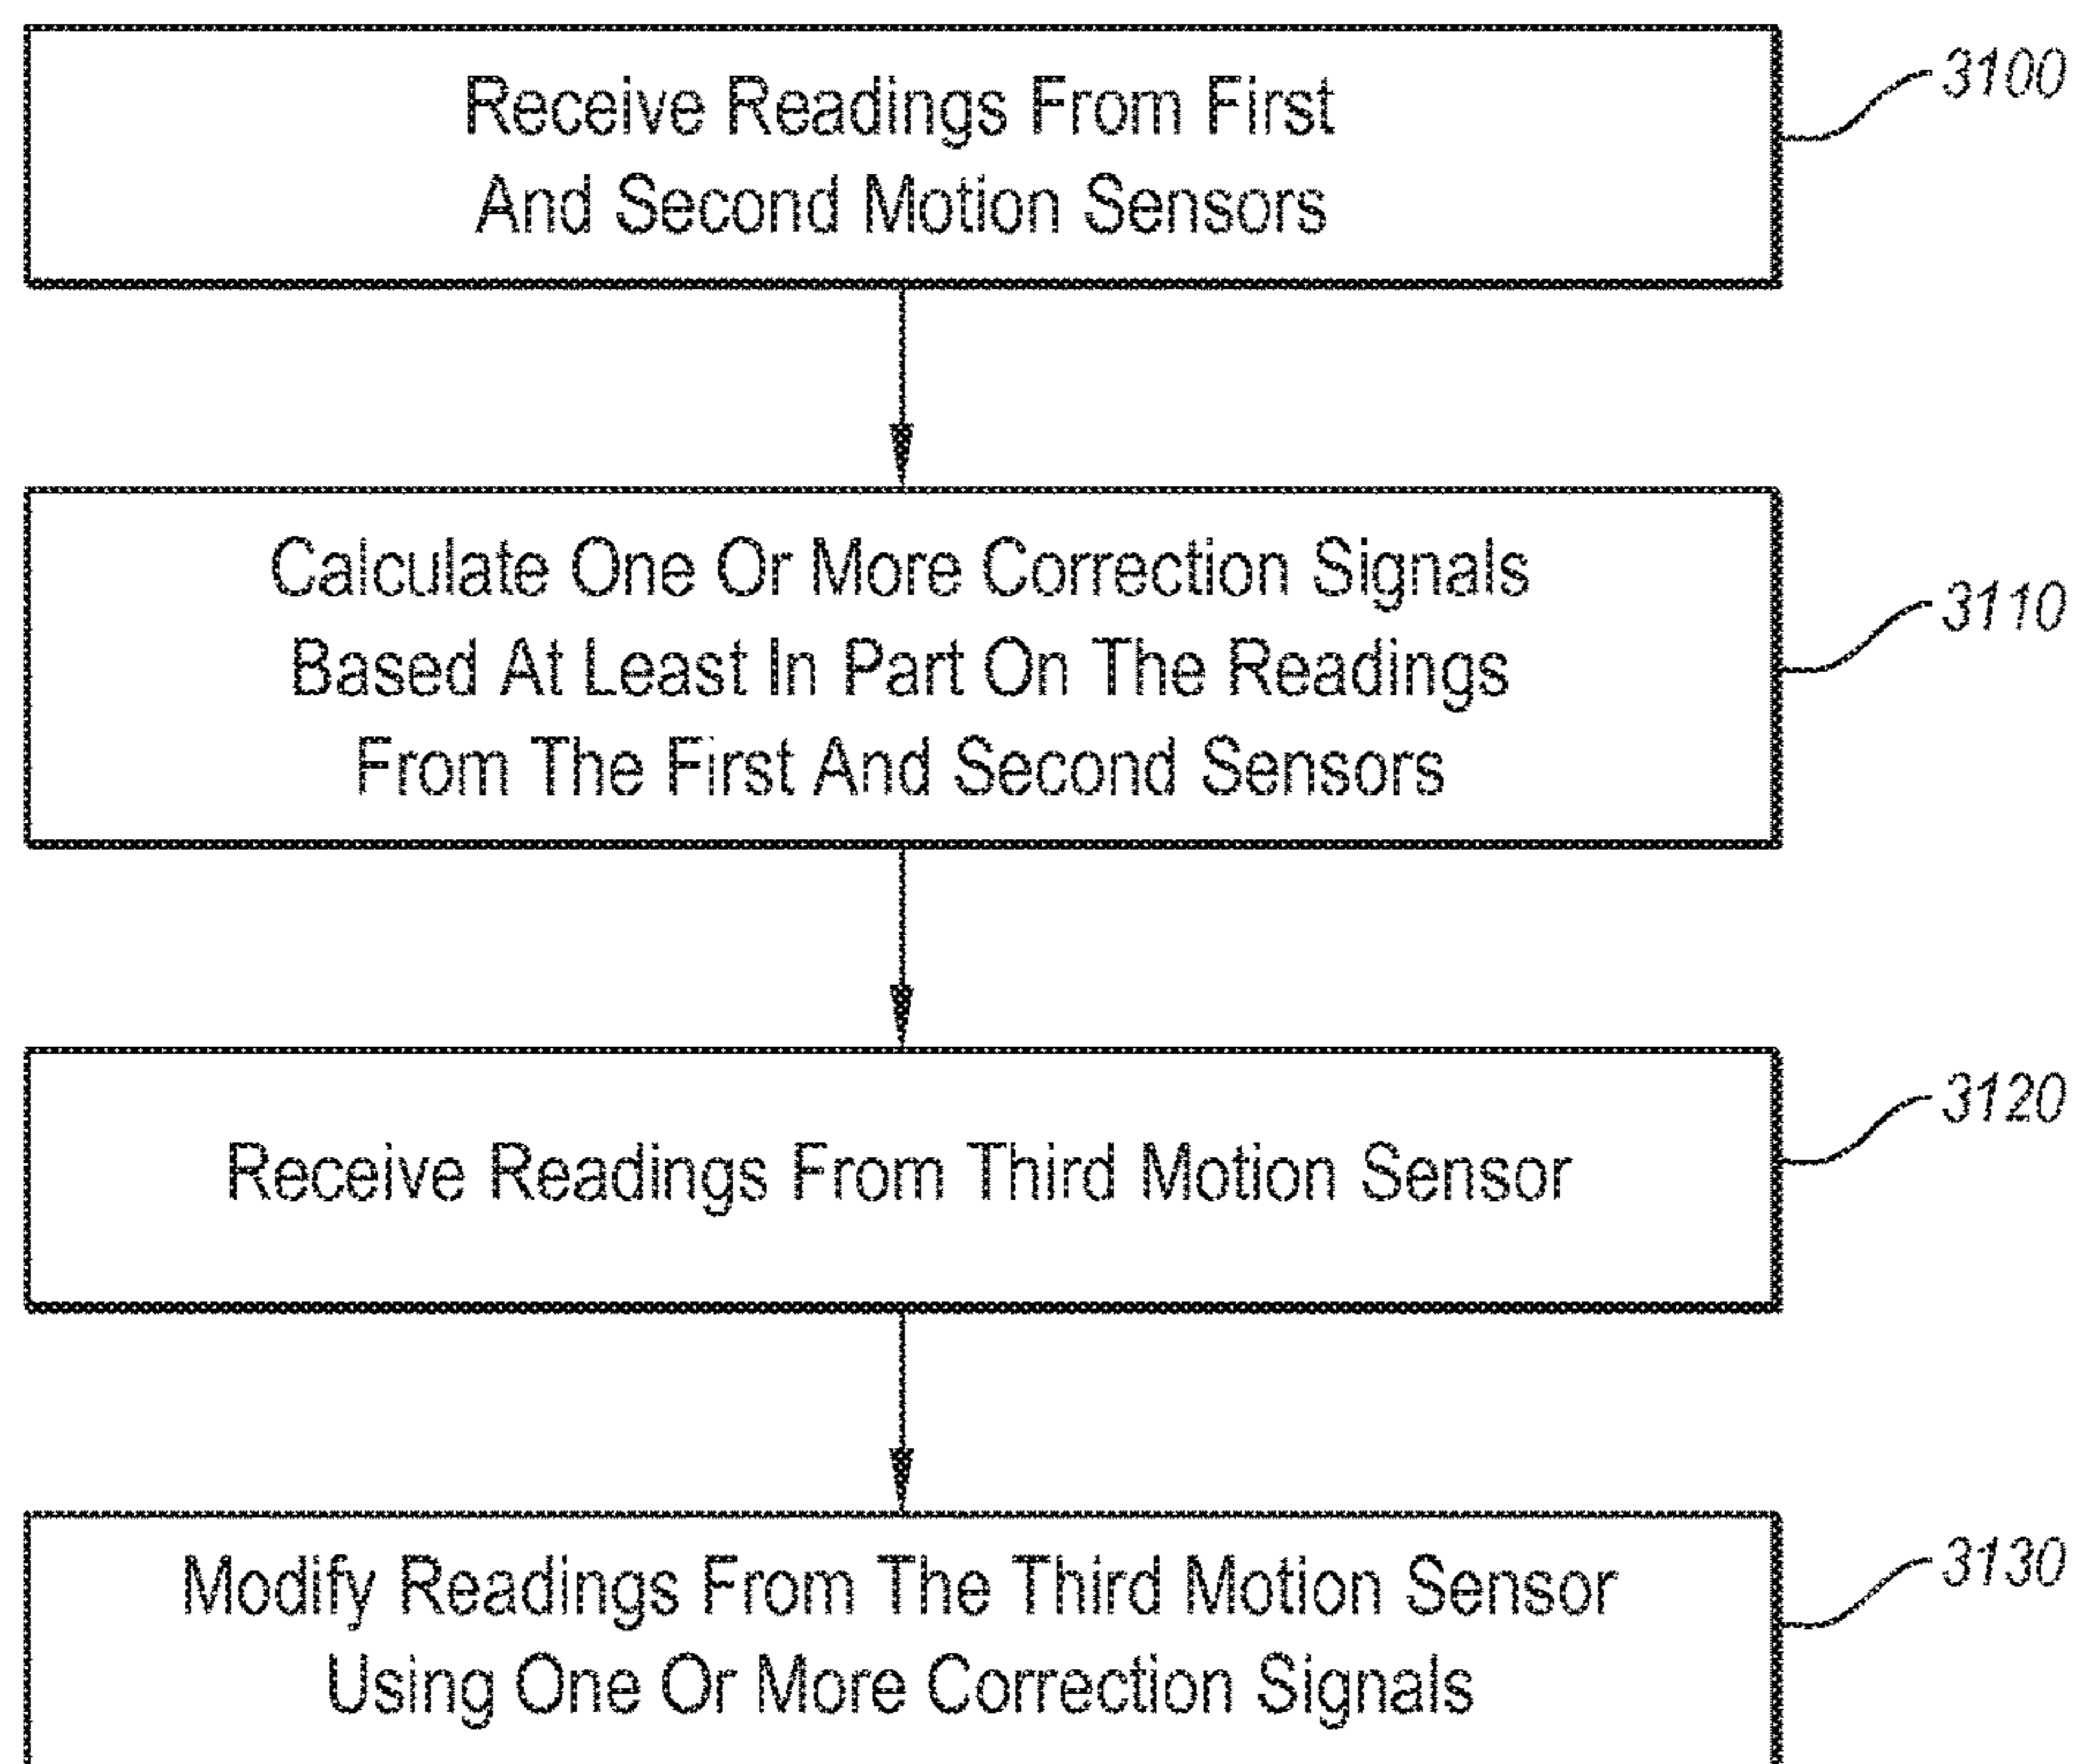 Receive Readings From First
And Second Motion Sensors
3100
Calculate One Or More Correction Signals
Based At Least In Part On The Readings
From The First And Second Sensors
3110
Receive Readings From Third Motion Sensor
3120
Modify Readings From The Third Motion Sensor
Using One Or More Correction Signals
3130